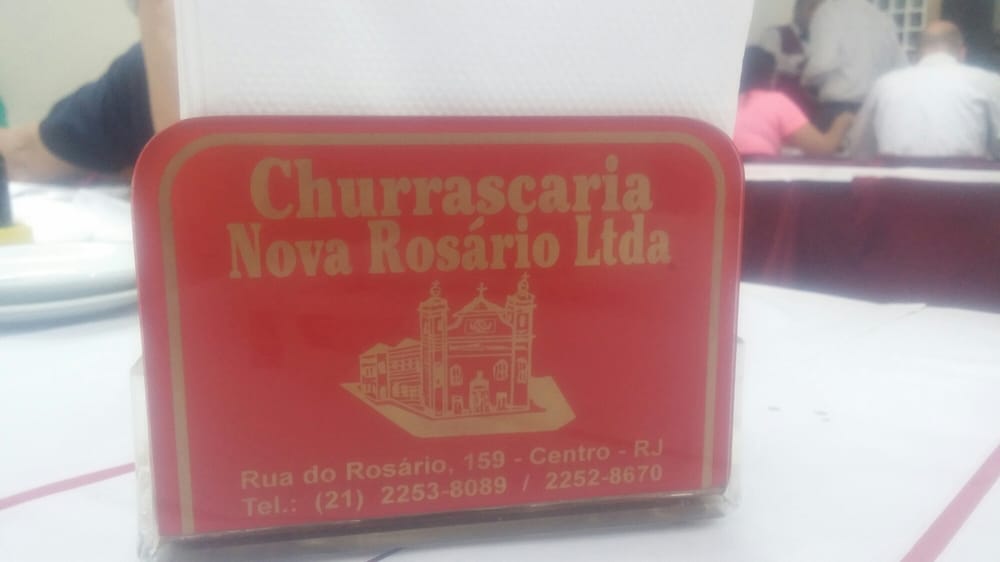 Churrascaria
Nova Rosário Ltda
Rua do Rosário, 159 - Centro - RJ
Tel.: (21) 2253-8089 / 2252-8670